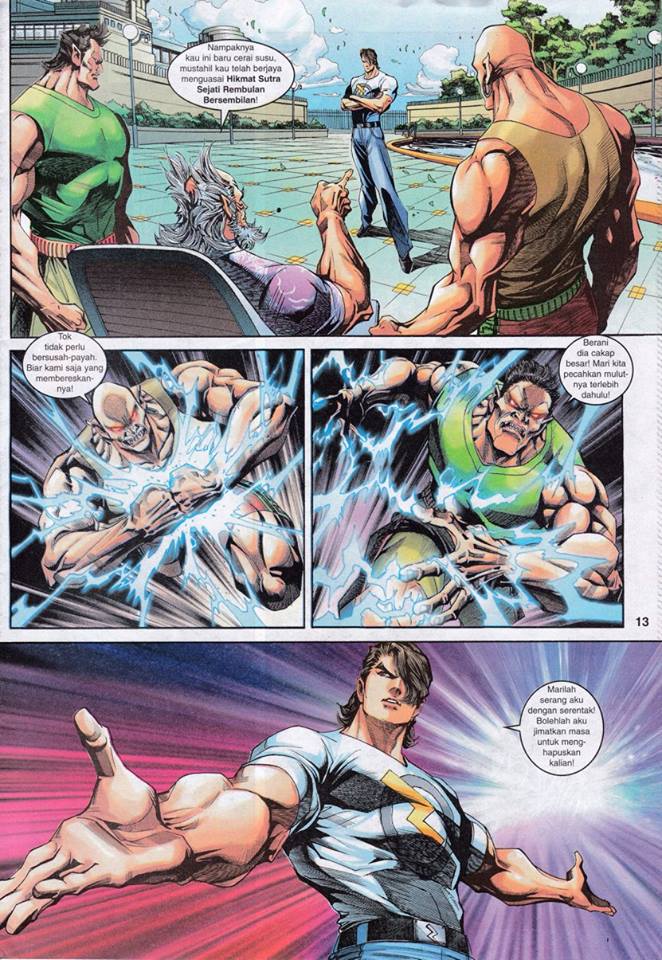 Nampaknya
kau ini baru cerai susu,
mustahil kau telah berjaya
menguasai Hikmat Sutra
Sejati Rembulan
Bersembilan!
Tok
tidak perlu
bersusah-payah.
Biar kami saja yang
membereskan-
nya!
Berani
dia cakap
besar! Mari kita
pecahkan mulut-
nya terlebih
dahulu!
13
Marilah
serang aku
dengan serentak!
Bolehlah aku
jimatkan masa
untuk meng-
hapuskan
kalian!